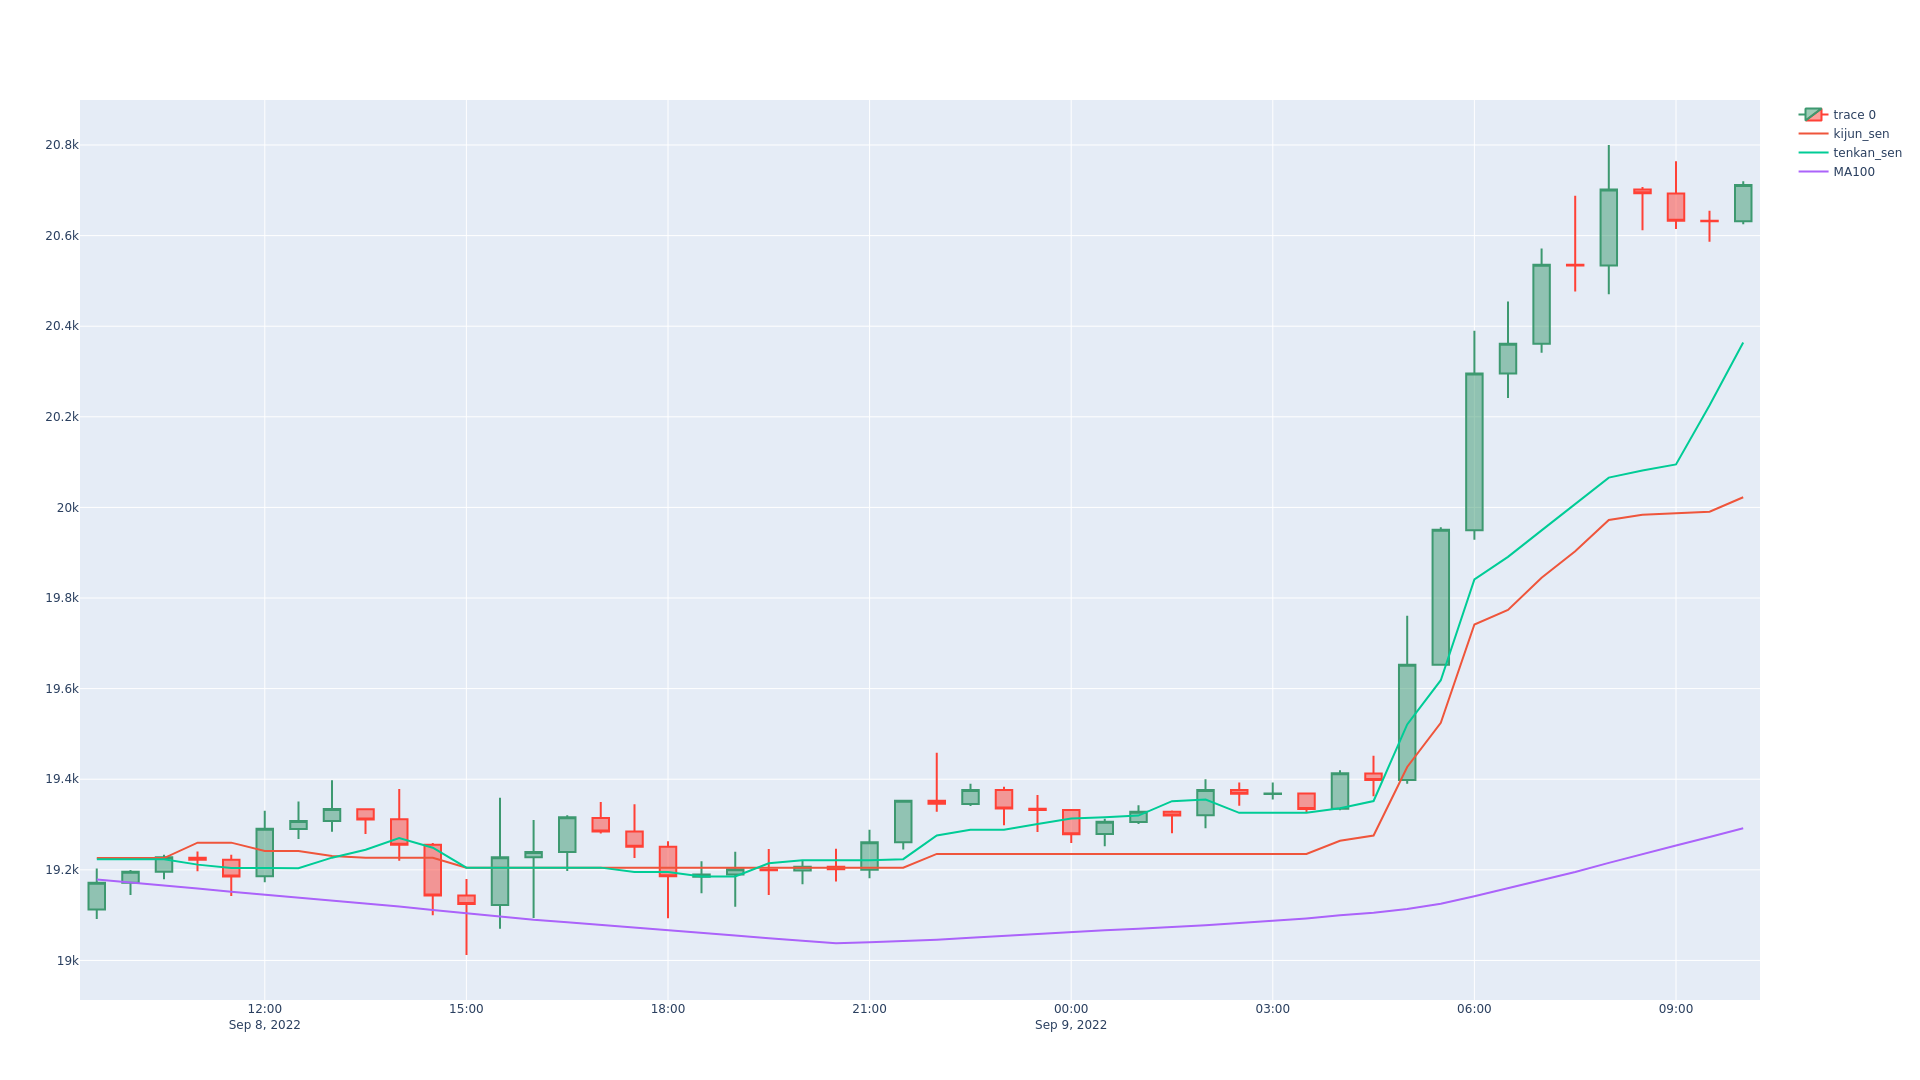 trace 0
kijun_sen
tenkan_sen
MA100
20.8k
20.6k
20.4k
20.2k
20k
19.8k
19.6k
19.4k
19.2k
19k
12:00 15:00 18:00 21:00 00:00 03:00 06:00 09:00
Sep 8, 2022 Sep 9, 2022